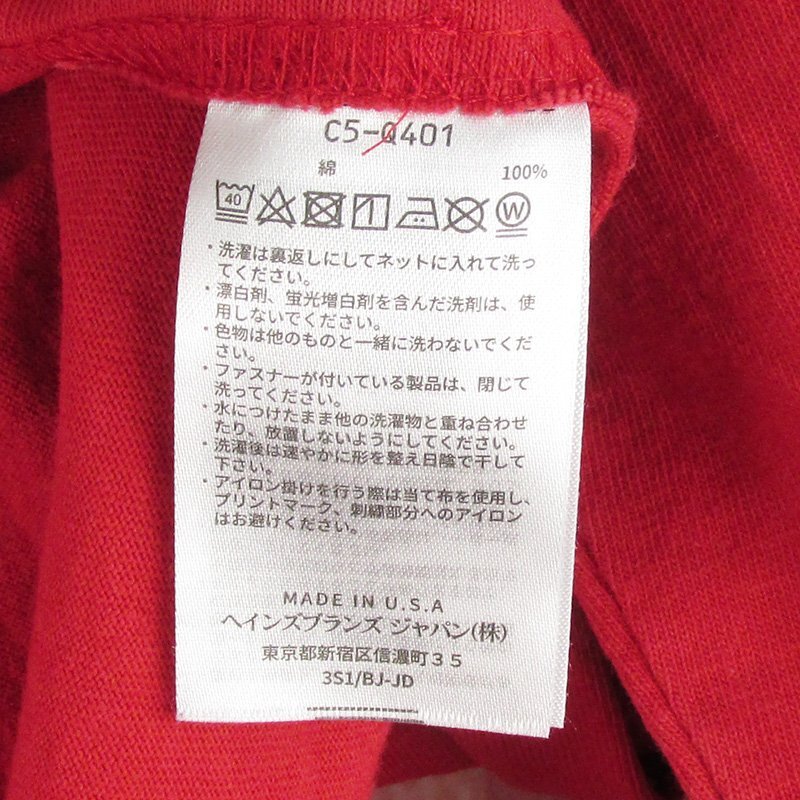 C5-Q401
綿 100%
40
W
・洗濯は裏返しにしてネットに入れて洗っ
てください。
・漂白剤、蛍光増白剤を含んだ洗剤は、使
用しないでください。
・色物は他のものと一緒に洗わないでくだ
さい。
・ファスナーが付いている製品は、閉じて
洗ってください。
・水につけたまま他の洗濯物と重ね合わせ
たり、放置しないようにしてください。
・洗濯後は速やかに形を整え日陰で干して
下さい。
・アイロン掛けを行う際は当て布を使用し、
プリントマーク、刺繍部分へのアイロン
はお避けください。
MADE IN U.S.A
ヘインズブランズ ジャパン(株)
東京都新宿区信濃町35
3S1/BJ-JD